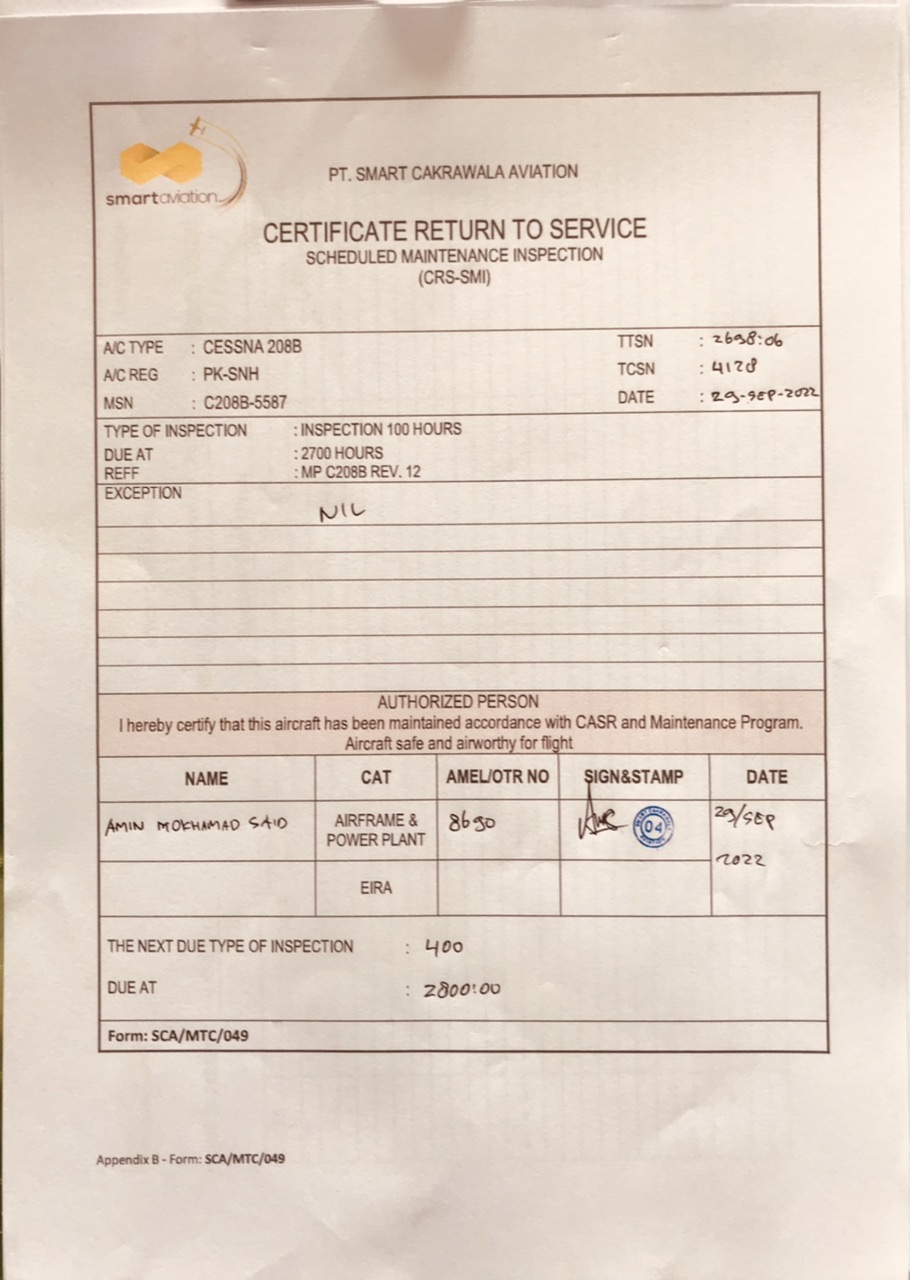 smartaviation
PT. SMART CAKRAWALA AVIATION
CERTIFICATE RETURN TO SERVICE
SCHEDULED MAINTENANCE INSPECTION
(CRS-SMI)
A/C TYPE : CESSNA 208B TTSN : 2698:06
A/C REG : PK-SNH TCSN : 4128
MSN : C208B-5587 DATE : 29-SEP-2022
TYPE OF INSPECTION : INSPECTION 100 HOURS
DUE AT : 2700 HOURS
REFF : MP C208B REV. 12
EXCEPTION
NIL
AUTHORIZED PERSON
I hereby certify that this aircraft has been maintained accordance with CASR and Maintenance Program.
Aircraft safe and airworthy for flight
NAME CAT AMEL/OTR NO SIGN&STAMP DATE
AMIN MOKHAMAD SAID AIRFRAME & POWER PLANT 8690 04 29/SEP 2022
EIRA
THE NEXT DUE TYPE OF INSPECTION : 400
DUE AT : 2800:00
Form: SCA/MTC/049
Appendix B - Form: SCA/MTC/049